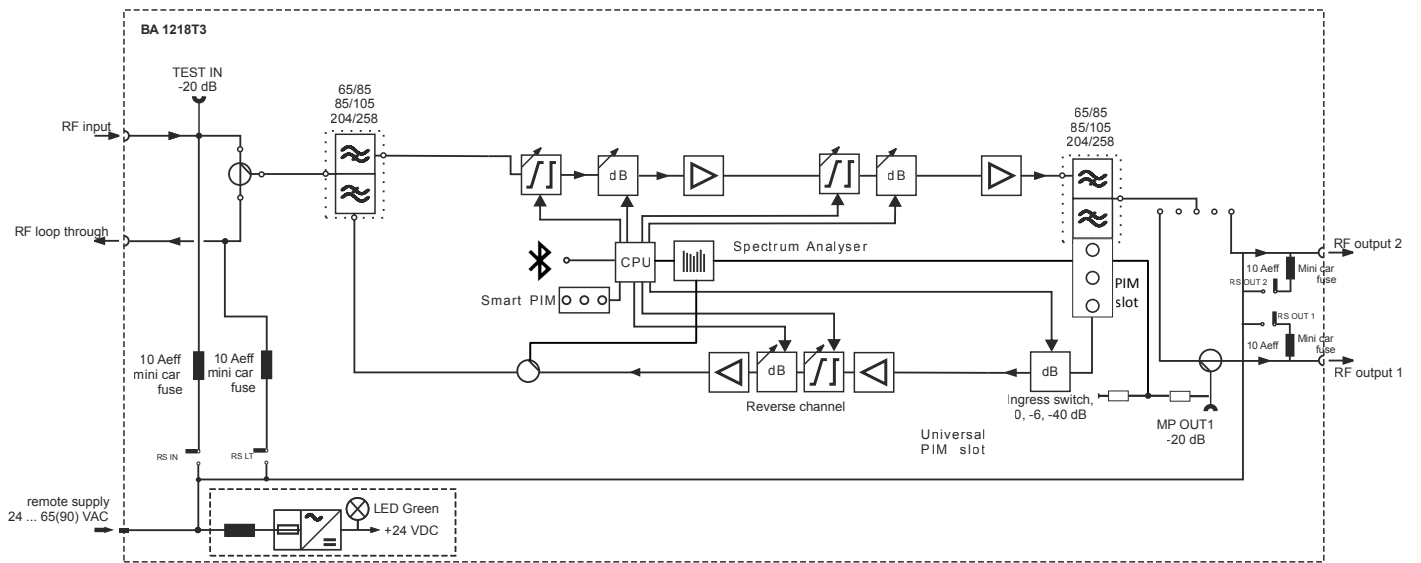 BA 1218T3
TEST IN
-20 dB
RF input
RF loop through
65/85
85/105
204/258
dB
dB
65/85
85/105
204/258
CPU
Spectrum Analyser
Smart PIM
PIM
slot
RF output 2
10 Aeff
Mini car
fuse
RS OUT 2
RS OUT 1
10 Aeff
Mini car
fuse
RF output 1
10 Aeff
mini car
fuse
10 Aeff
mini car
fuse
dB
Reverse channel
dB
Ingress switch,
0, -6, -40 dB
MP OUT1
-20 dB
Universal
PIM slot
RS IN
RS LT
remote supply
24 ... 65(90) VAC
LED Green
+24 VDC